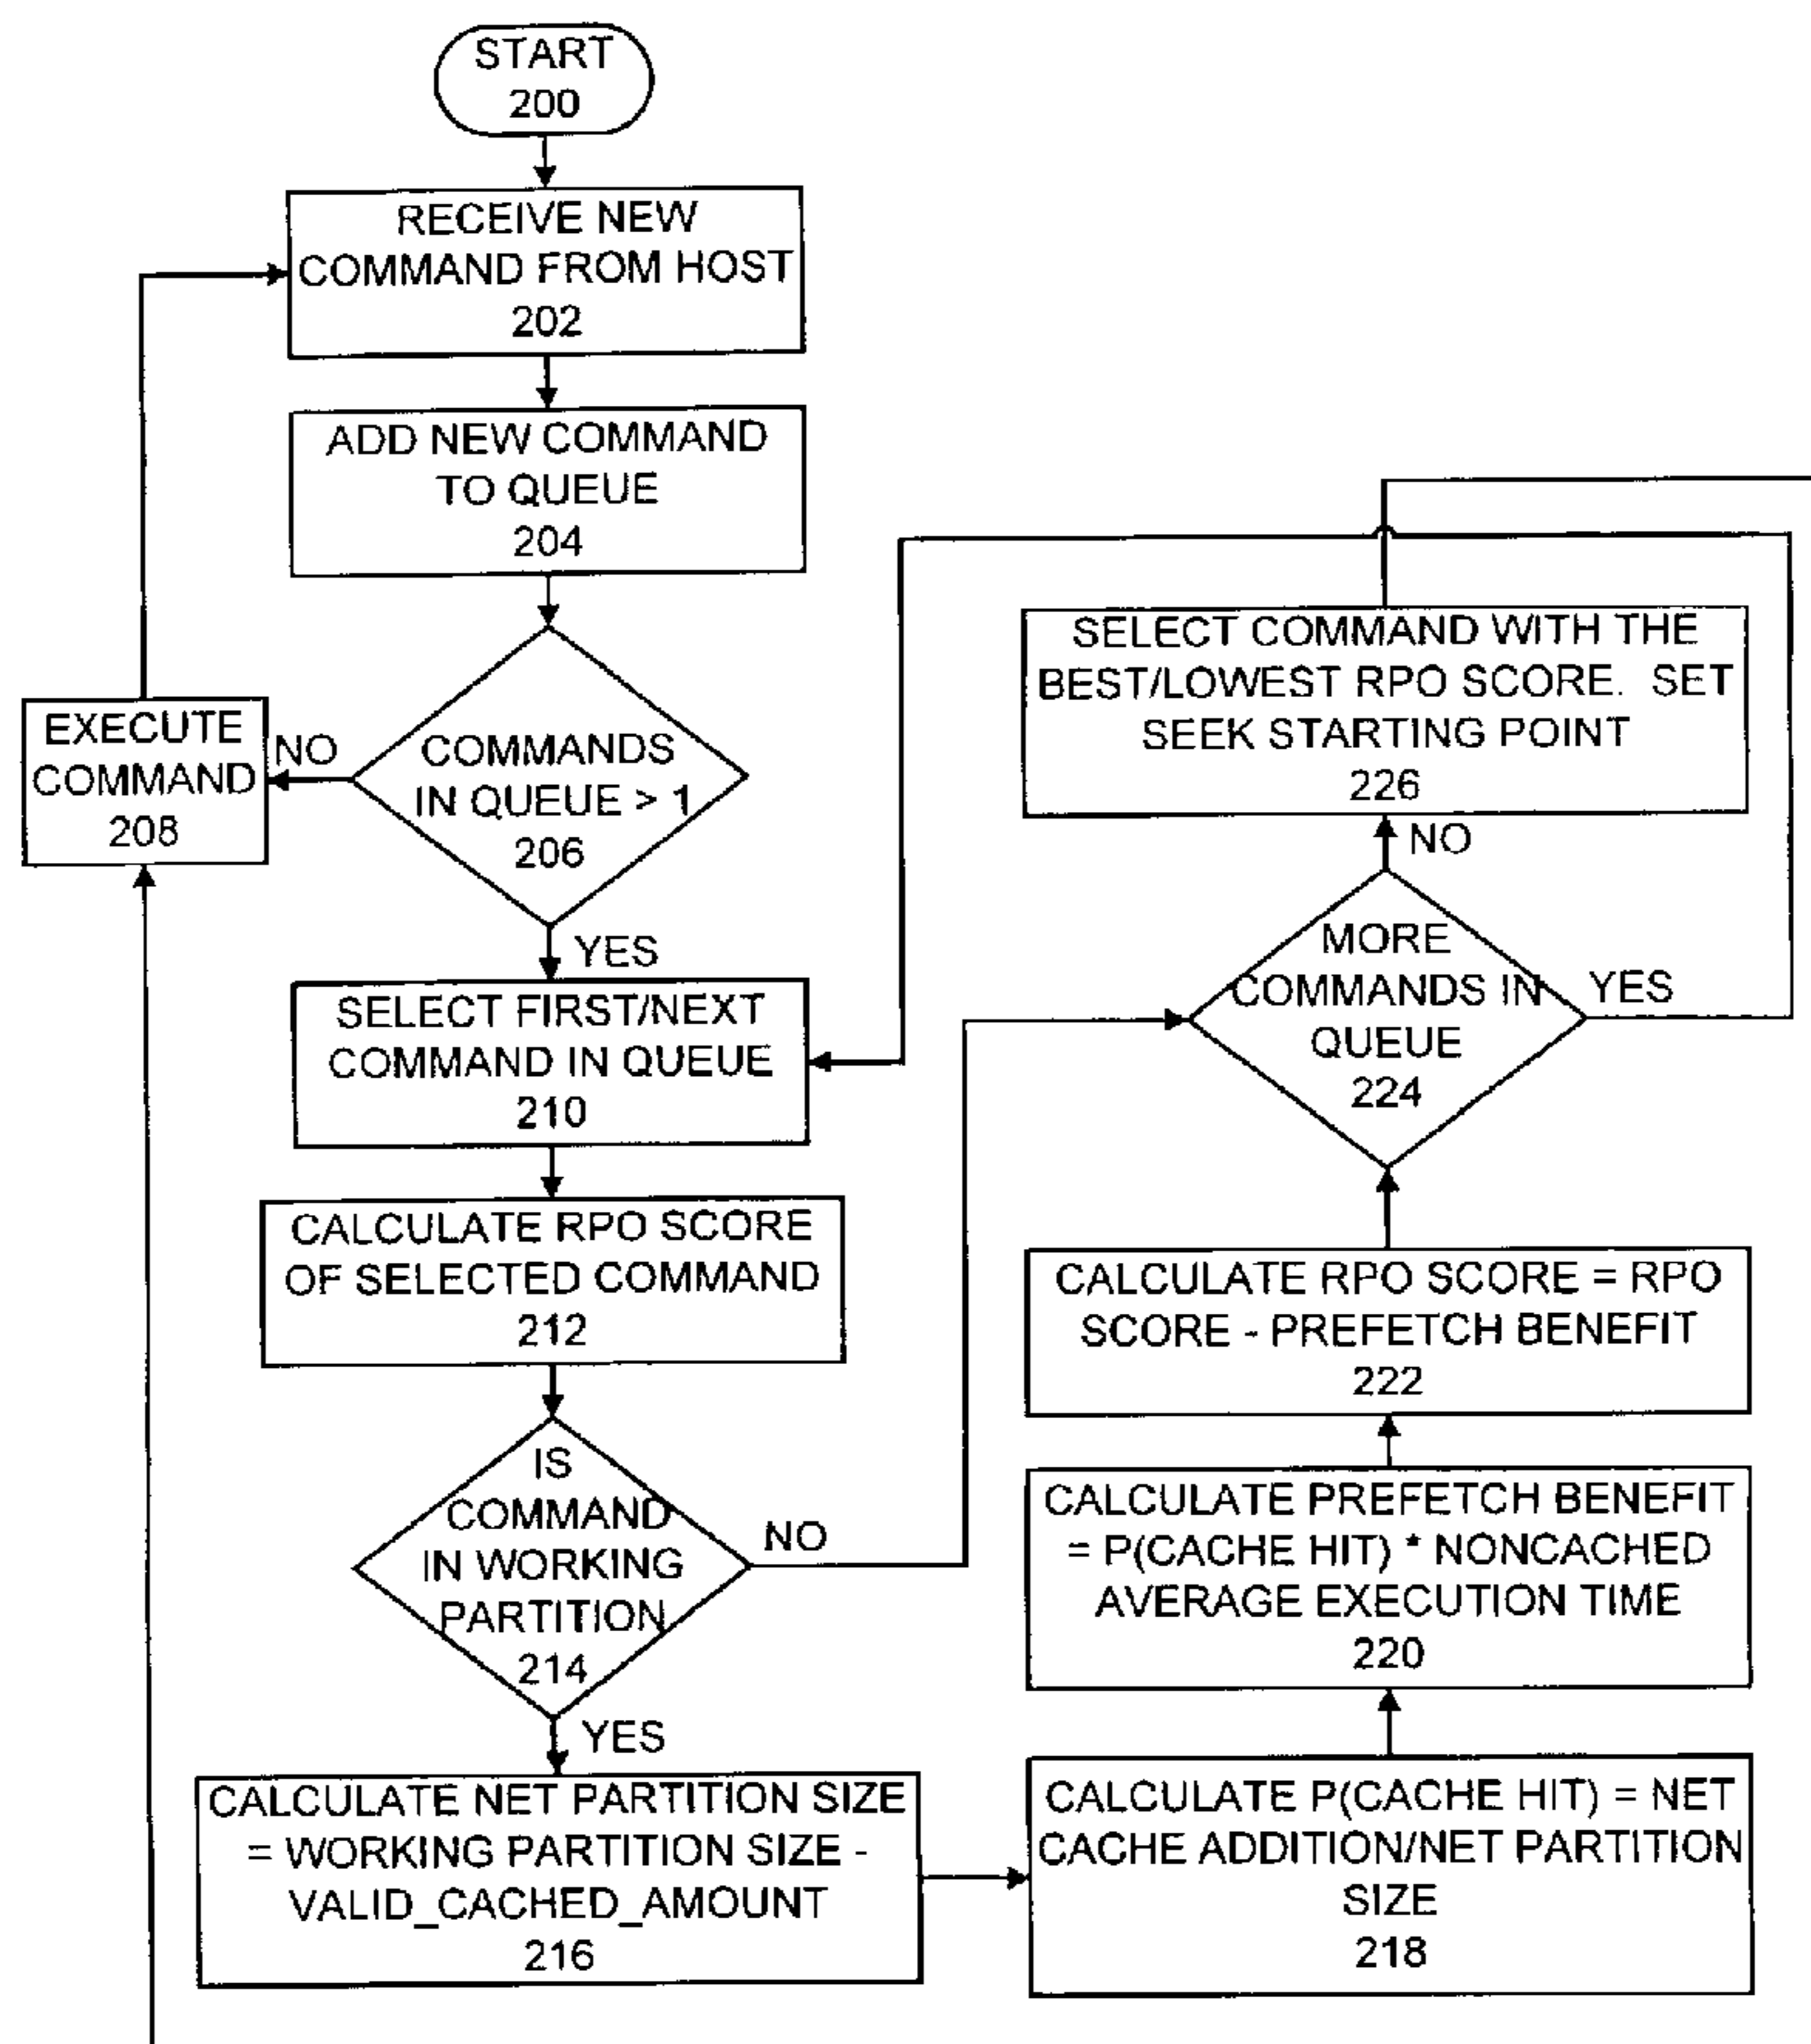 START
200
RECEIVE NEW
COMMAND FROM HOST
202
ADD NEW COMMAND
TO QUEUE
204
EXECUTE
COMMAND
208
NO
COMMANDS
IN QUEUE > 1
206
YES
SELECT FIRST/NEXT
COMMAND IN QUEUE
210
CALCULATE RPO SCORE
OF SELECTED COMMAND
212
IS
COMMAND
IN WORKING
PARTITION
214
NO
YES
CALCULATE NET PARTITION SIZE
= WORKING PARTITION SIZE -
VALID_CACHED_AMOUNT
216
CALCULATE P(CACHE HIT) = NET
CACHE ADDITION/NET PARTITION
SIZE
218
CALCULATE PREFETCH BENEFIT
= P(CACHE HIT) * NONCACHED
AVERAGE EXECUTION TIME
220
CALCULATE RPO SCORE = RPO
SCORE - PREFETCH BENEFIT
222
MORE
COMMANDS IN
QUEUE
224
YES
NO
SELECT COMMAND WITH THE
BEST/LOWEST RPO SCORE. SET
SEEK STARTING POINT
226